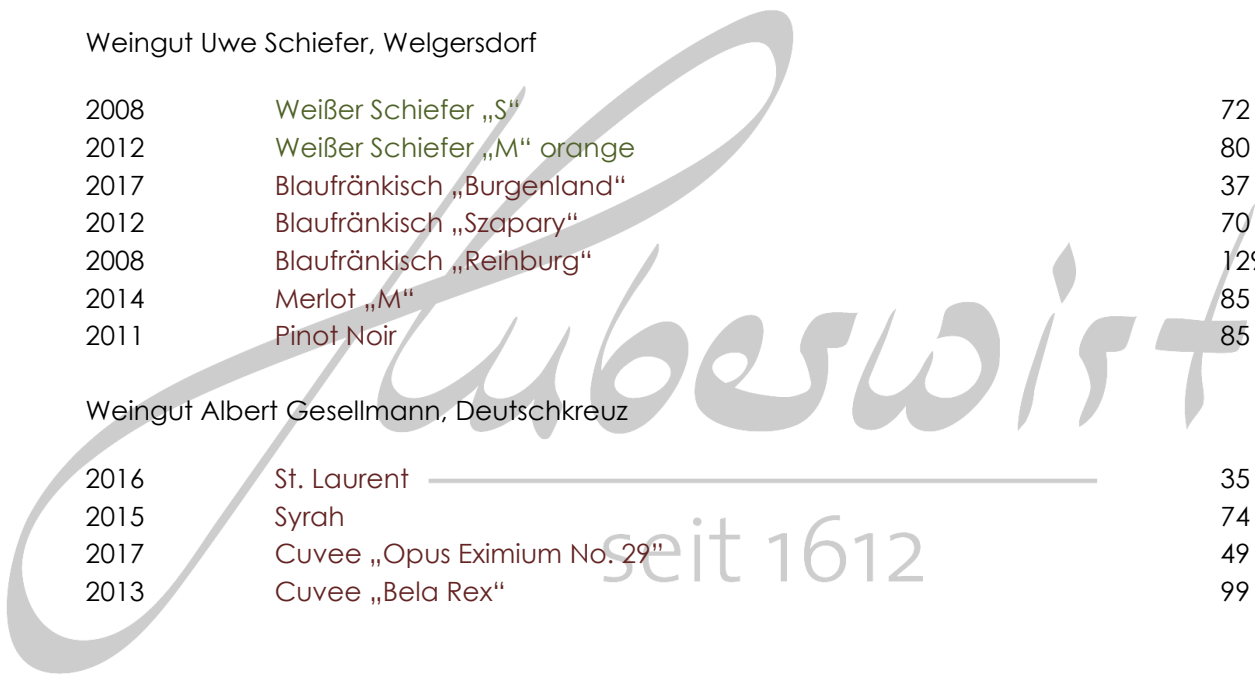 Weingut Uwe Schiefer, Welgersdorf
2008 Weißer Schiefer „S“ 72
2012 Weißer Schiefer „M“ orange 80
2017 Blaufränkisch „Burgenland“ 37
2012 Blaufränkisch „Szapary“ 70
2008 Blaufränkisch „Reihburg“ 129
2014 Merlot „M“ 85
2011 Pinot Noir 85
Hubeswirt
Weingut Albert Gesellmann, Deutschkreuz
2016 St. Laurent 35
2015 Syrah 74
2017 Cuvee „Opus Eximium No. 29” 49
seit 1612
2013 Cuvee „Bela Rex“ 99